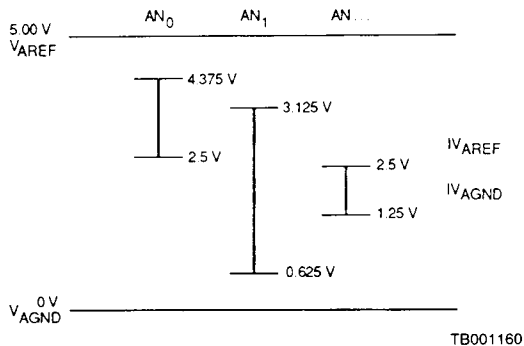 AN0 AN1 AN....
5.00 V
VAREF
4.375 V
3.125 V
2.5 V
2.5 V
IVAREF
IVAGND
1.25 V
0.625 V
0 V
VAGND
TB001160